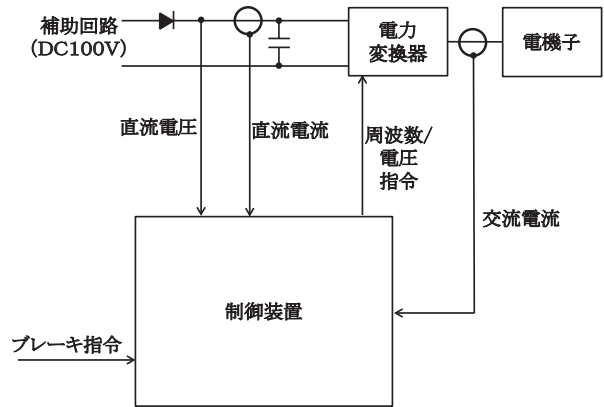 補助回路
(DC100V)
電力
変換器
電機子
直流電圧
直流電流
周波数/
電圧
指令
交流電流
制御装置
ブレーキ指令